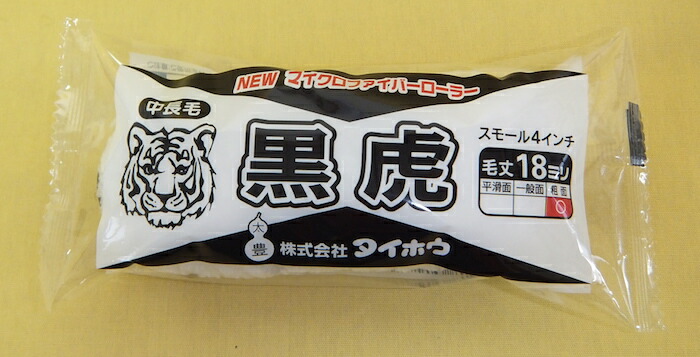 NEW マイクロファイバーローラー
中長毛
黒虎
スモール4インチ
毛丈18ミリ
平滑面 一般面 粗面
太豊
株式会社 タイホウ